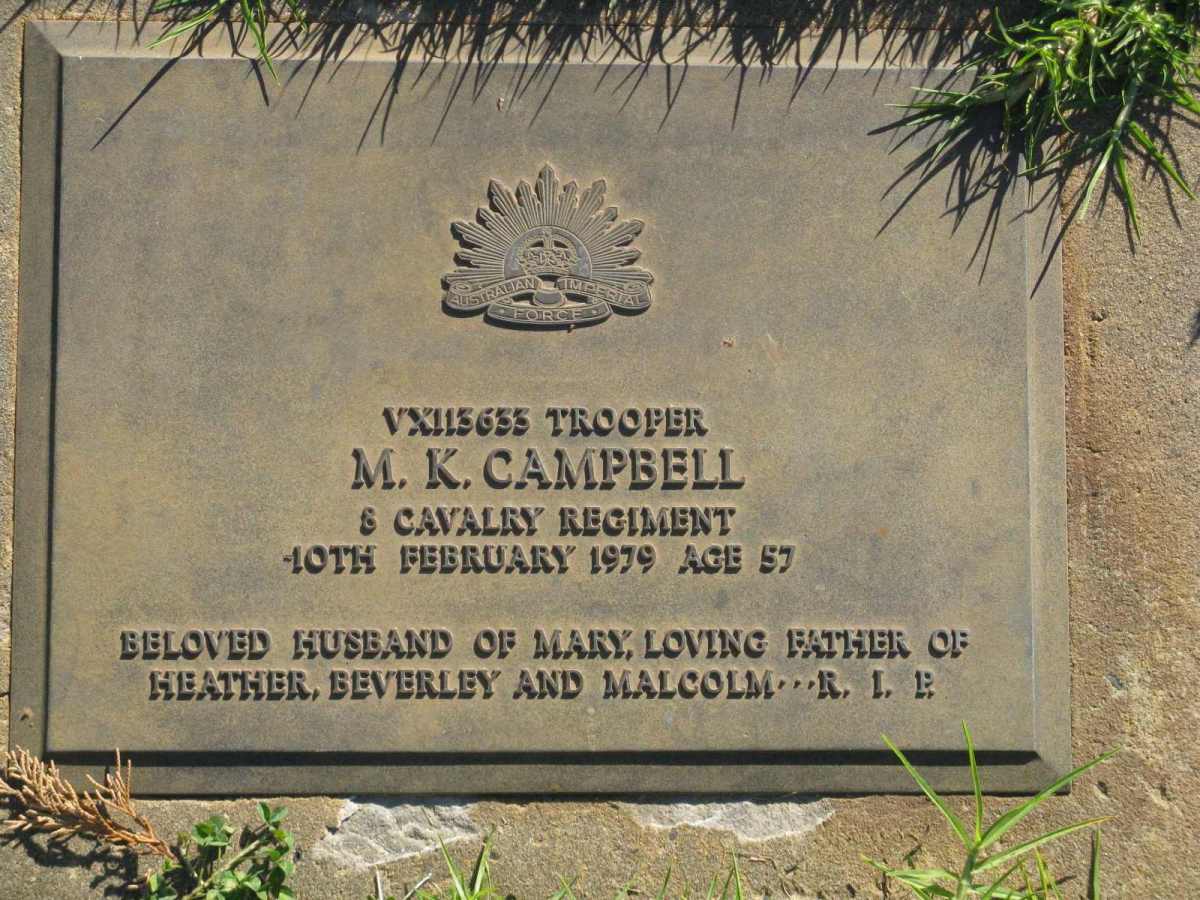 AUSTRALIAN IMPERIAL
FORCE
VX113633 TROOPER
M. K. CAMPBELL
8 CAVALRY REGIMENT
10TH FEBRUARY 1979 AGE 57
BELOVED HUSBAND OF MARY, LOVING FATHER OF
HEATHER, BEVERLEY AND MALCOLM···R. I. P.